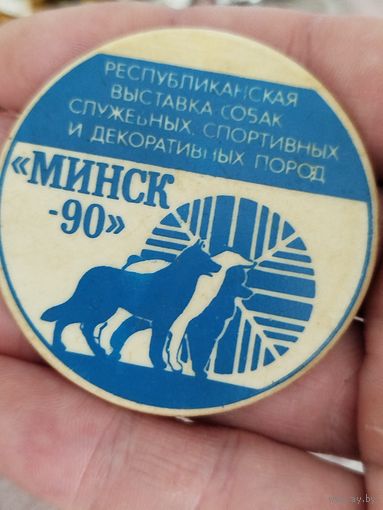 РЕСПУБЛИКАНСКАЯ
ВЫСТАВКА СОБАК
СЛУЖЕБНЫХ, СПОРТИВНЫХ
И ДЕКОРАТИВНЫХ ПОРОД
«МИНСК
-90»